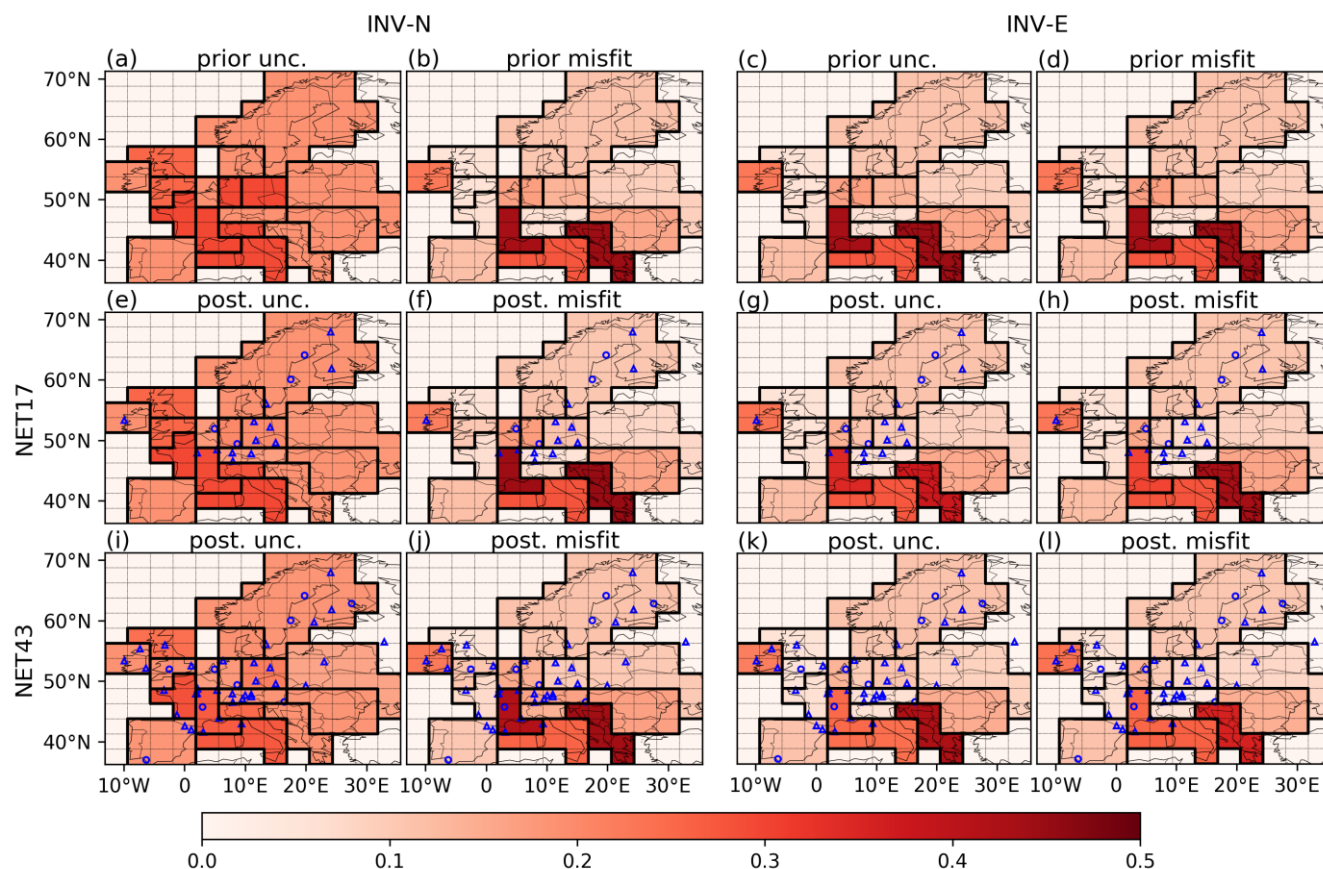 INV-N INV-E
(a) prior unc. (b) prior misfit (c) prior unc. (d) prior misfit
70°N
60°N
50°N
40°N
(e) post. unc. (f) post. misfit (g) post. unc. (h) post. misfit
NET17
70°N
60°N
50°N
40°N
(i) post. unc. (j) post. misfit (k) post. unc. (l) post. misfit
NET43
70°N
60°N
50°N
40°N
10°W 0 10°E 20°E 30°E 10°W 0 10°E 20°E 30°E 10°W 0 10°E 20°E 30°E 10°W 0 10°E 20°E 30°E
0.0 0.1 0.2 0.3 0.4 0.5